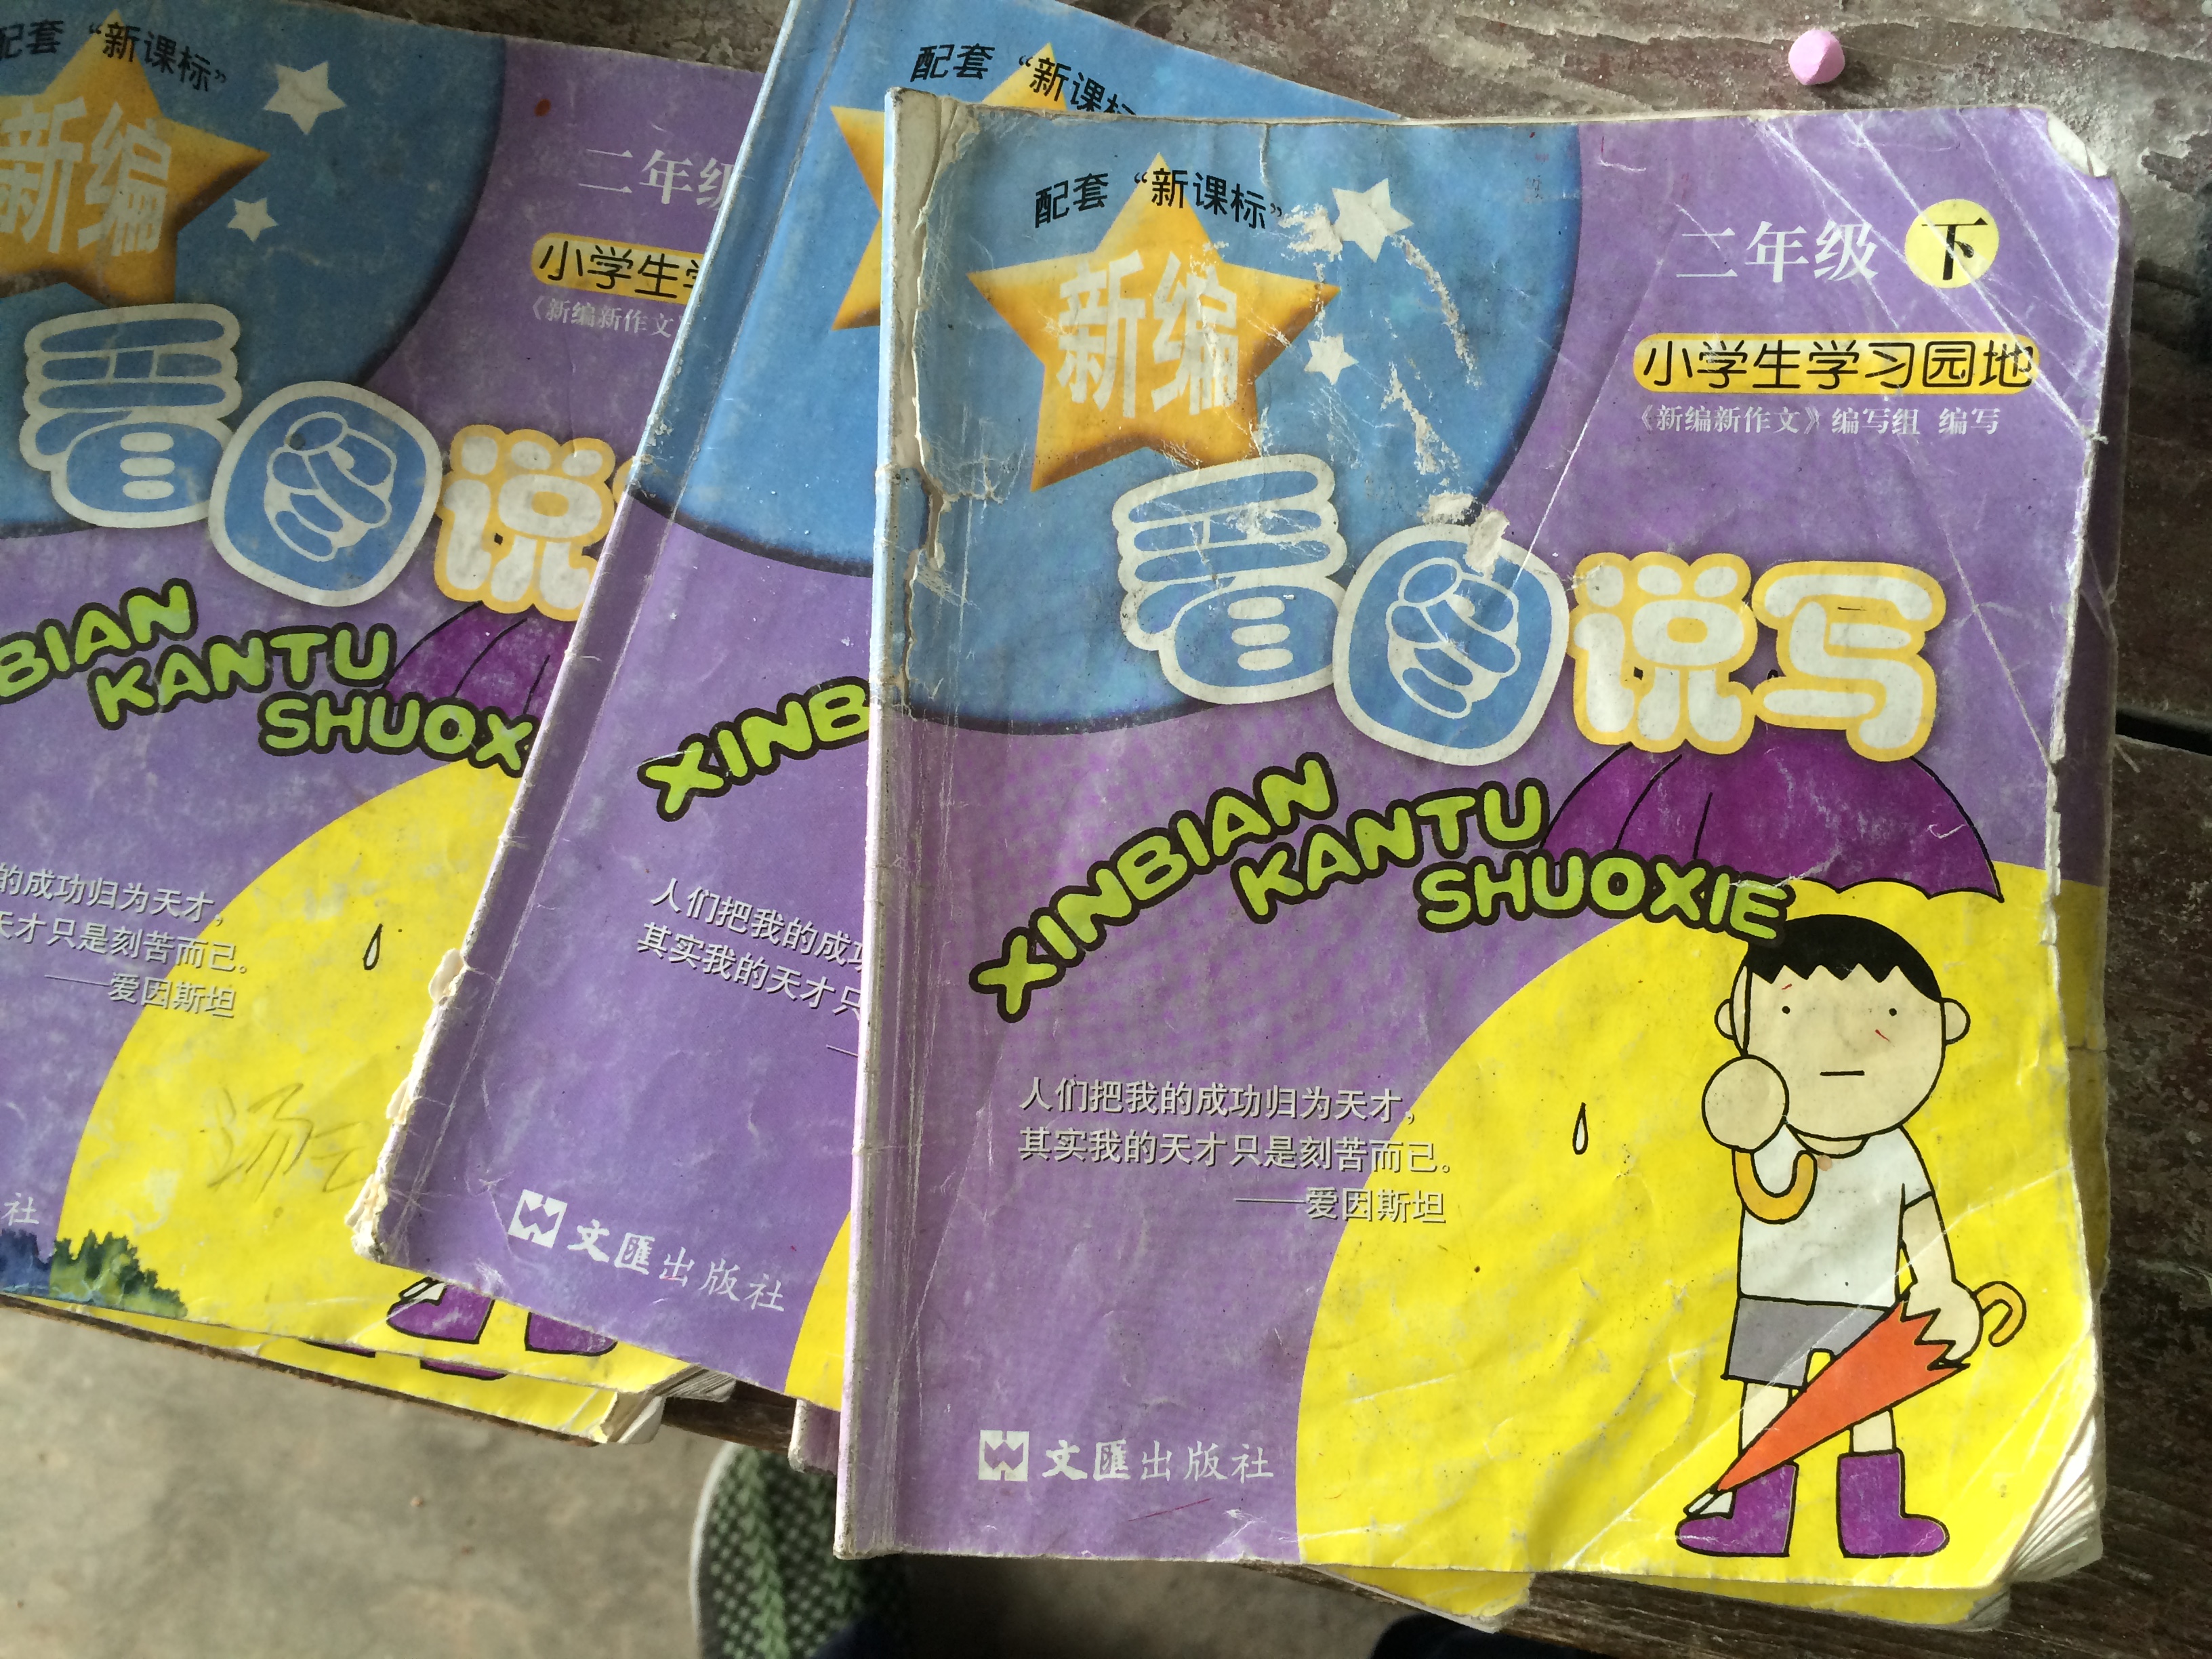 配套 “新课标”
新编
二年级
小学生学
《新编新作文
看图说
BIAN
KANTU
SHUOX
的成功归为天才，
天才只是刻苦而已。
——爱因斯坦
社
配套 “新课标
XINB
人们把我的成功
其实我的天才只
文匯出版社
配套 “新课标”
新编
二年级 下
小学生学习园地
《新编新作文》编写组 编写
看图说写
XINBIAN
KANTU
SHUOXIE
人们把我的成功归为天才，
其实我的天才只是刻苦而已。
——爱因斯坦
文匯出版社